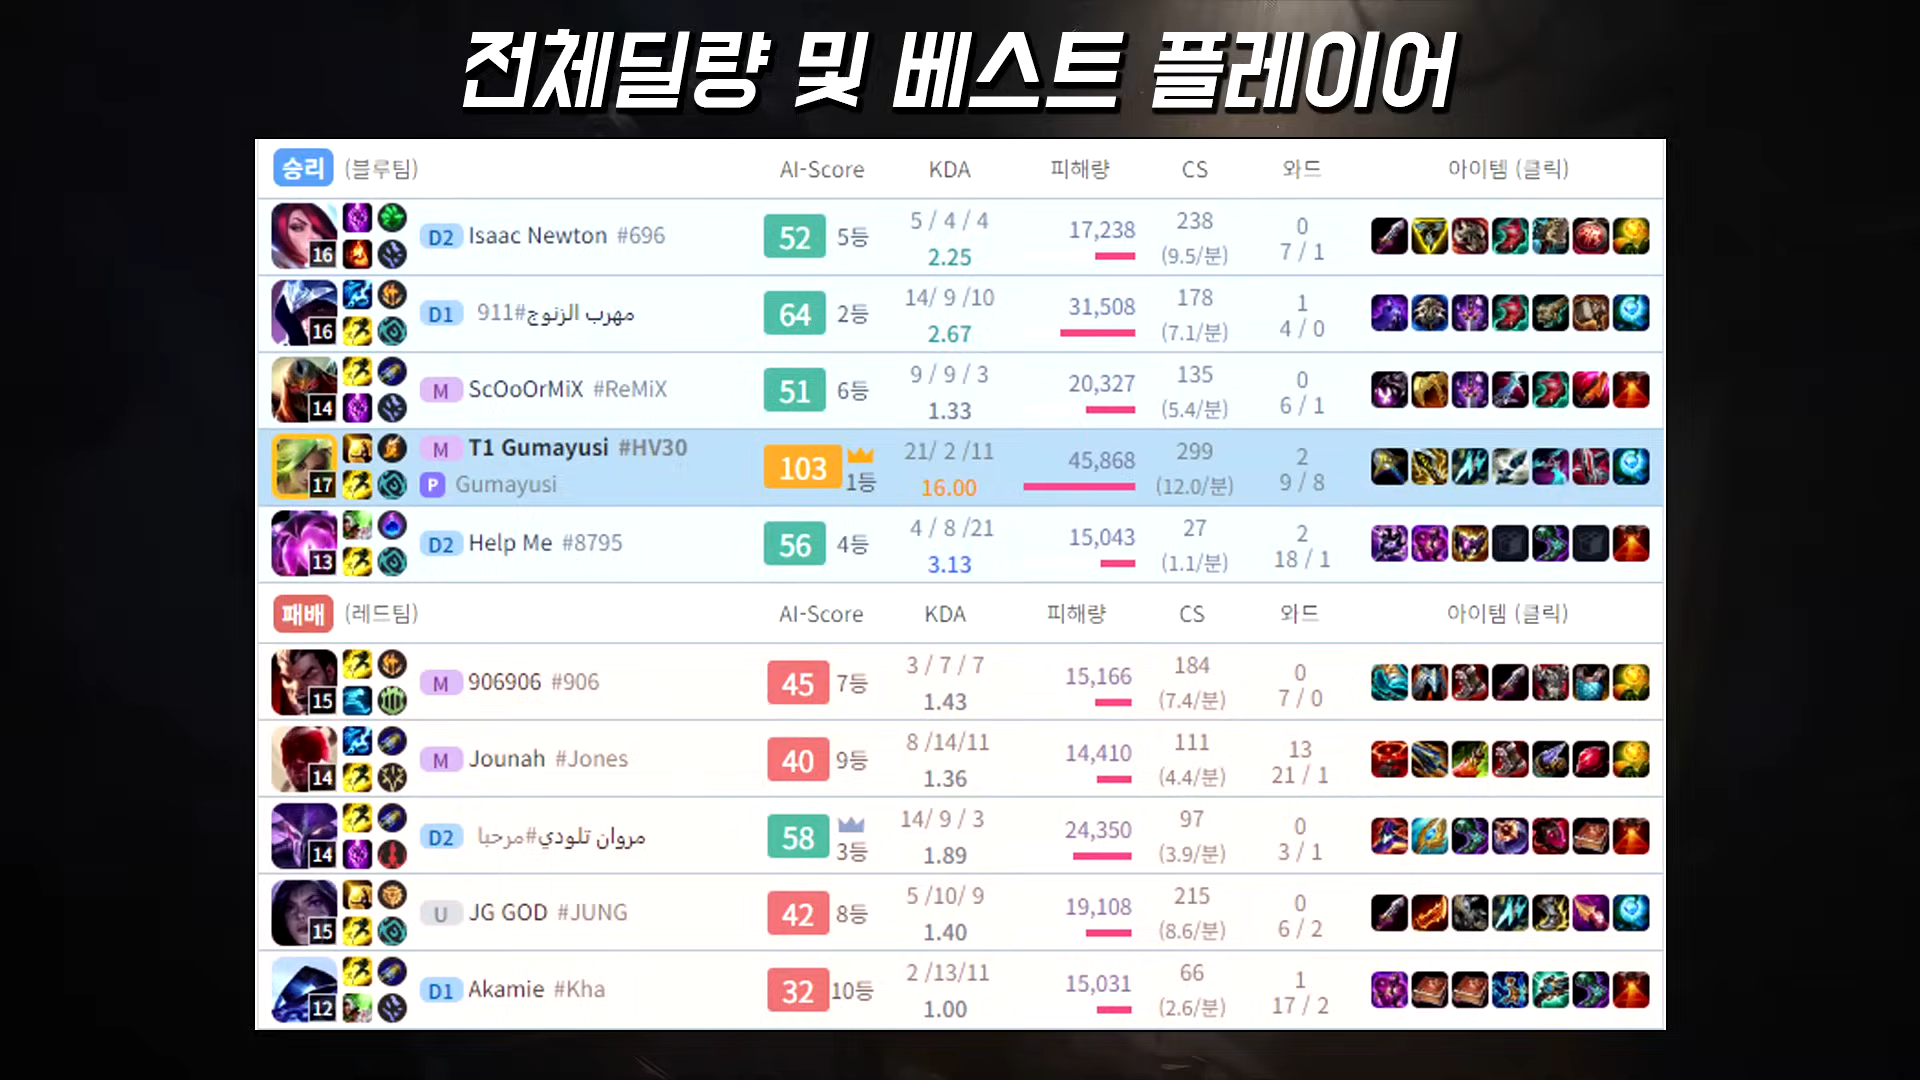 전체딜량 및 베스트 플레이어
승리 (블루팀) AI-Score KDA 피해량 CS 와드 아이템 (클릭)
16 D2 Isaac Newton #696 52 5등 5 / 4 / 4 2.25 17,238 238 (9.5/분) 0 7 / 1
16 D1 مهرب الزنوج#911 64 2등 14/ 9 /10 2.67 31,508 178 (7.1/분) 1 4 / 0
14 M ScOoOrMiX #ReMiX 51 6등 9 / 9 / 3 1.33 20,327 135 (5.4/분) 0 6 / 1
17 M T1 Gumayusi #HV30 P Gumayusi 103 1등 21/ 2 /11 16.00 45,868 299 (12.0/분) 2 9 / 8
13 D2 Help Me #8795 56 4등 4 / 8 /21 3.13 15,043 27 (1.1/분) 2 18 / 1
패배 (레드팀) AI-Score KDA 피해량 CS 와드 아이템 (클릭)
15 M 906906 #906 45 7등 3 / 7 / 7 1.43 15,166 184 (7.4/분) 0 7 / 0
14 M Jounah #Jones 40 9등 8 /14/11 1.36 14,410 111 (4.4/분) 13 21 / 1
14 D2 مروان تلودي#مرحبا 58 3등 14/ 9 / 3 1.89 24,350 97 (3.9/분) 0 3 / 1
15 U JG GOD #JUNG 42 8등 5 /10/ 9 1.40 19,108 215 (8.6/분) 0 6 / 2
12 D1 Akamie #Kha 32 10등 2 /13/11 1.00 15,031 66 (2.6/분) 1 17 / 2